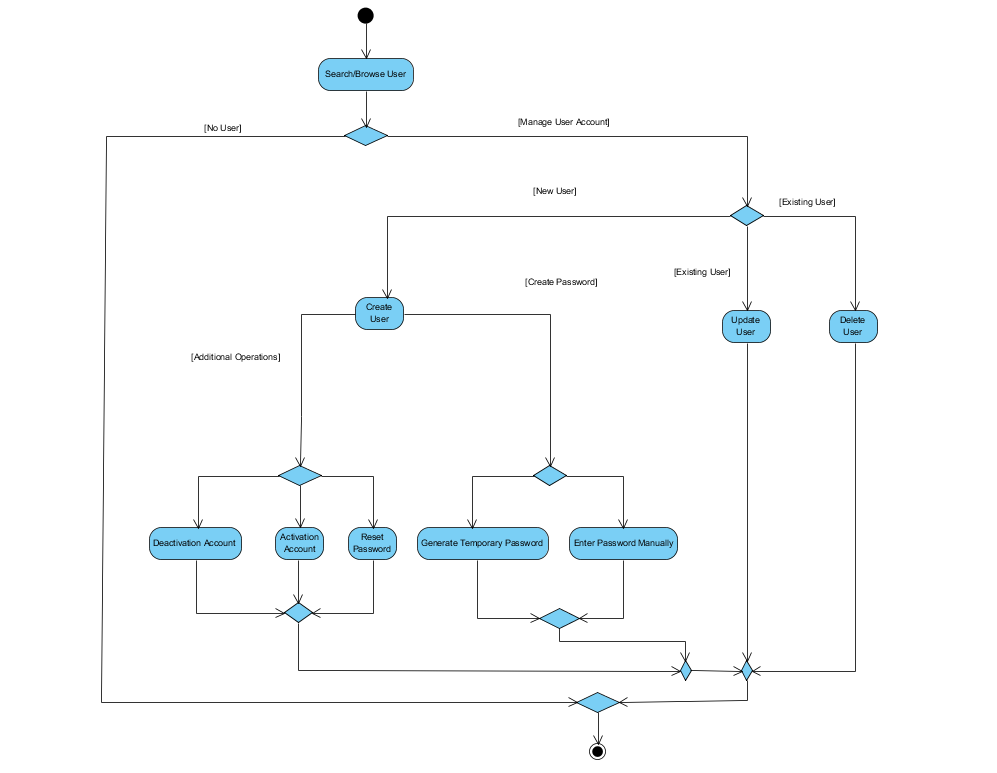 Search/Browse User
[No User]
[Manage User Account]
[New User]
[Existing User]
[Existing User]
[Create Password]
Create
User
Update
User
Delete
User
[Additional Operations]
Deactivation Account
Activation
Account
Reset
Password
Generate Temporary Password
Enter Password Manually